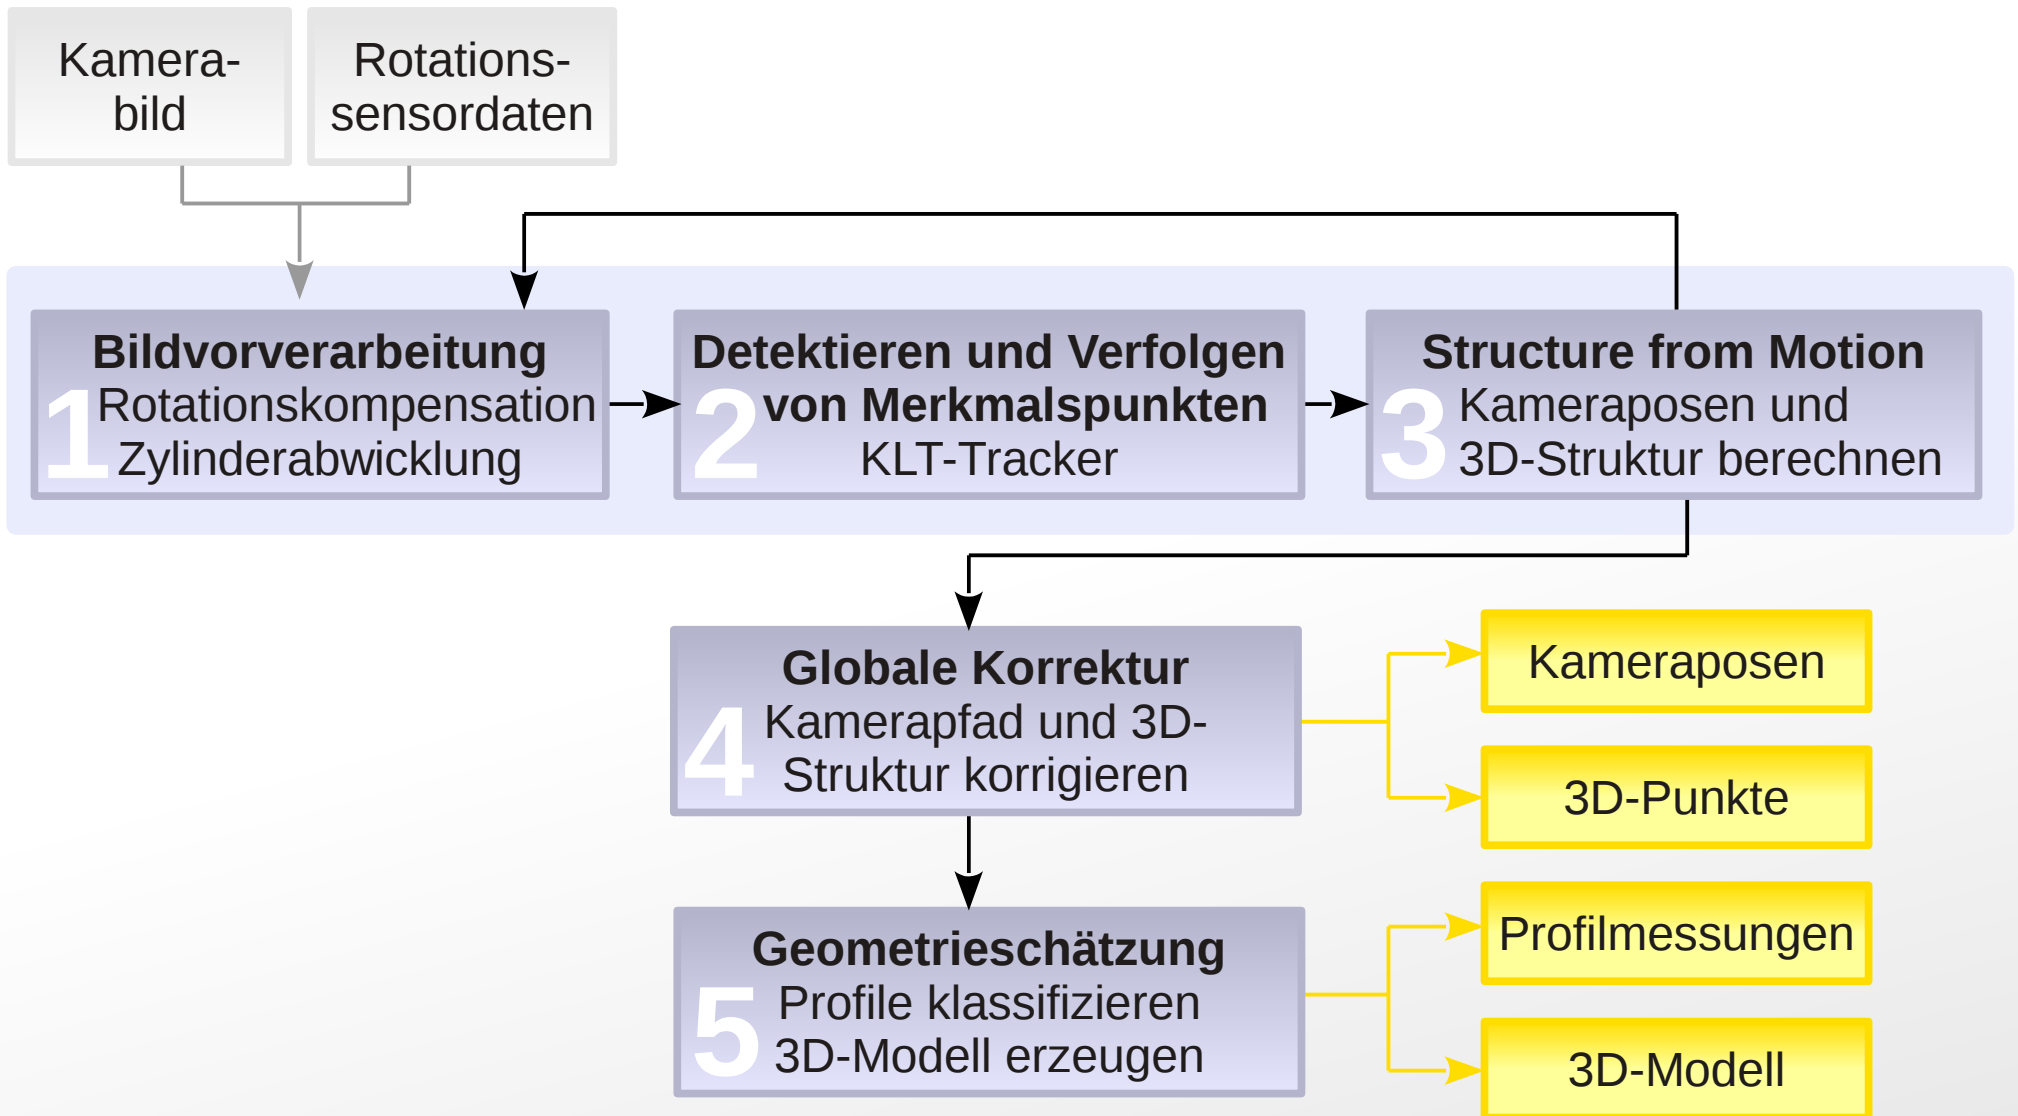 Kamera-
bild
Rotations-
sensordaten
Bildvorverarbeitung
1 Rotationskompensation
Zylinderabwicklung
Detektieren und Verfolgen
2 von Merkmalspunkten
KLT-Tracker
Structure from Motion
3 Kameraposen und
3D-Struktur berechnen
Globale Korrektur
4 Kamerapfad und 3D-
Struktur korrigieren
Kameraposen
3D-Punkte
Geometrieschätzung
5 Profile klassifizieren
3D-Modell erzeugen
Profilmessungen
3D-Modell